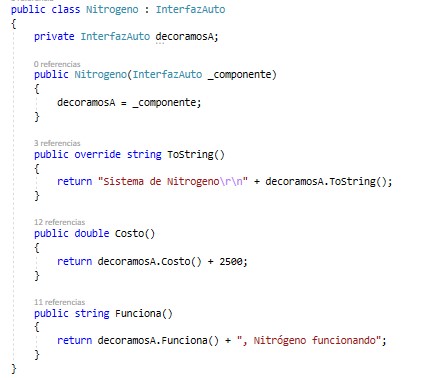 public class Nitrogeno : InterfazAuto
{
private InterfazAuto decoramosA;
0 referencias
public Nitrogeno(InterfazAuto _componente)
{
decoramosA = _componente;
}
3 referencias
public override string ToString()
{
return "Sistema de Nitrogeno\r\n" + decoramosA.ToString();
}
12 referencias
public double Costo()
{
return decoramosA.Costo() + 2500;
}
11 referencias
public string Funciona()
{
return decoramosA.Funciona() + ", Nitrógeno funcionando";
}
}